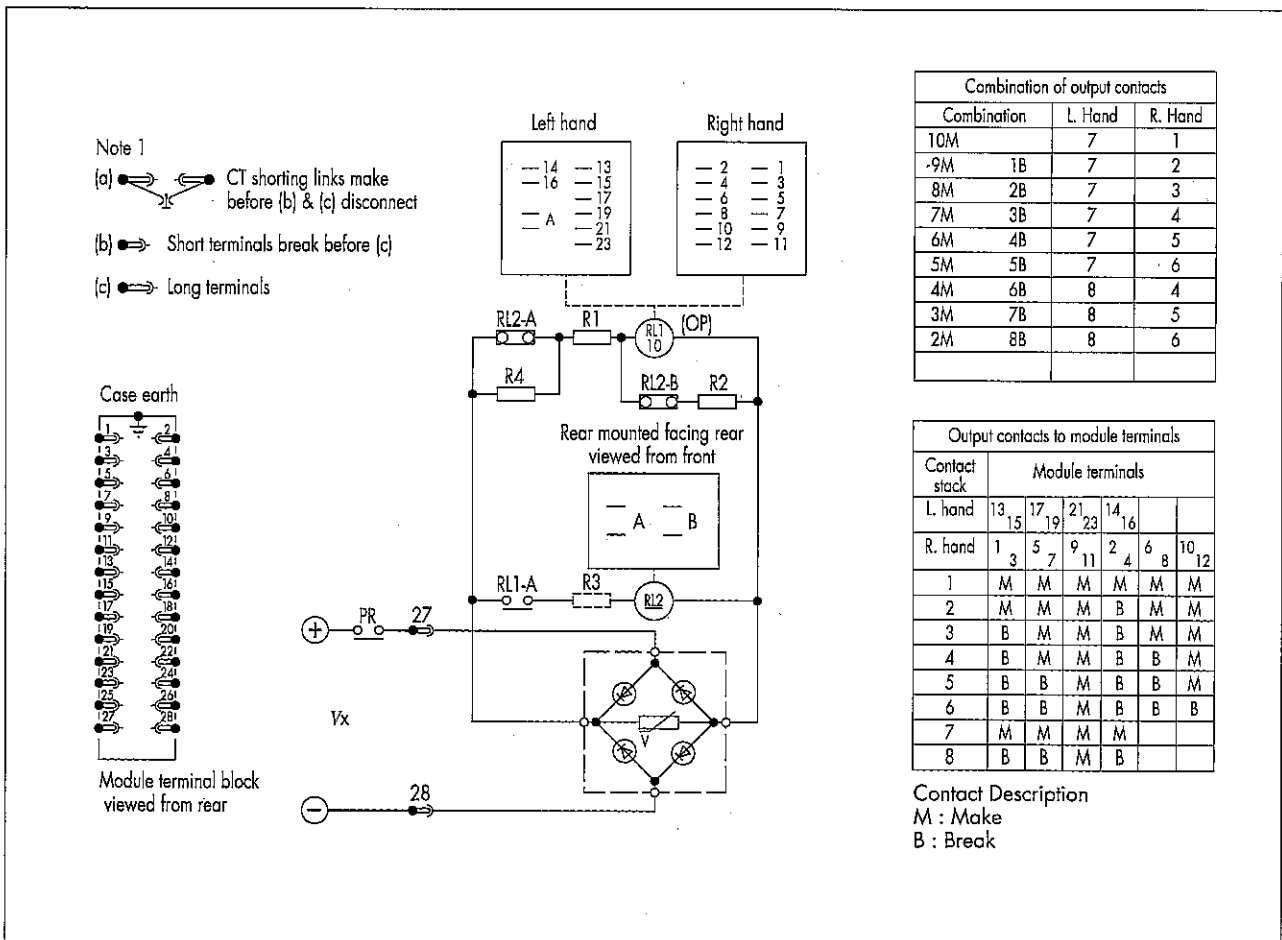 Note 1
(a) CT shorting links make
before (b) & (c) disconnect
(b) Short terminals break before (c)
(c) Long terminals
Left hand
14 13
16 15
17
A 19
21
23
Right hand
2 1
4 3
6 5
8 7
10 9
12 11
RL2-A R1 RL1 10 (OP)
R4 RL2-B R2
Rear mounted facing rear
viewed from front
A B
RL1-A R3 RL2
+ PR 27
Vx
V
− 28
Case earth
1 2
3 4
5 6
7 8
9 10
11 12
13 14
15 16
17 18
19 20
21 22
23 24
25 26
27 28
Module terminal block
viewed from rear
Combination of output contacts
Combination L. Hand R. Hand
10M 7 1
9M 1B 7 2
8M 2B 7 3
7M 3B 7 4
6M 4B 7 5
5M 5B 7 6
4M 6B 8 4
3M 7B 8 5
2M 8B 8 6
Output contacts to module terminals
Contact stack Module terminals
L. hand 13 15 17 19 21 23 14 16
R. hand 1 3 5 7 9 11 2 4 6 8 10 12
1 M M M M M M
2 M M M B M M
3 B M M B M M
4 B M M B B M
5 B B M B B M
6 B B M B B B
7 M M M M
8 B B M B
Contact Description
M : Make
B : Break